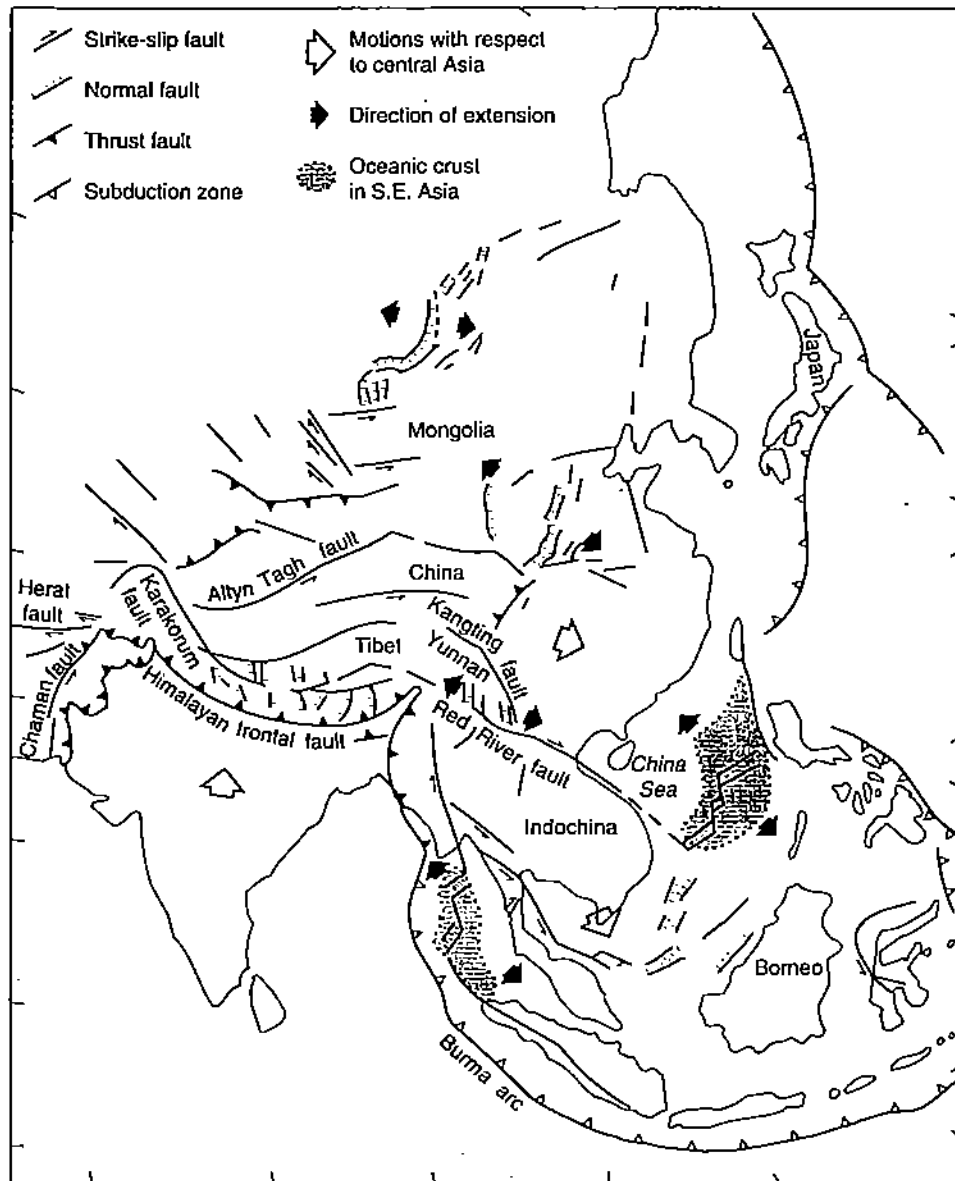 Strike-slip fault
Normal fault
Thrust fault
Subduction zone
Motions with respect
to central Asia
Direction of extension
Oceanic crust
in S.E. Asia
Japan
Mongolia
Altyn Tagh fault
China
Herat
fault
Karakorum
fault
Kangting fault
Tibet
Yunnan
Chaman fault
Himalayan frontal fault
Red River fault
China
Sea
Indochina
Borneo
Burma arc